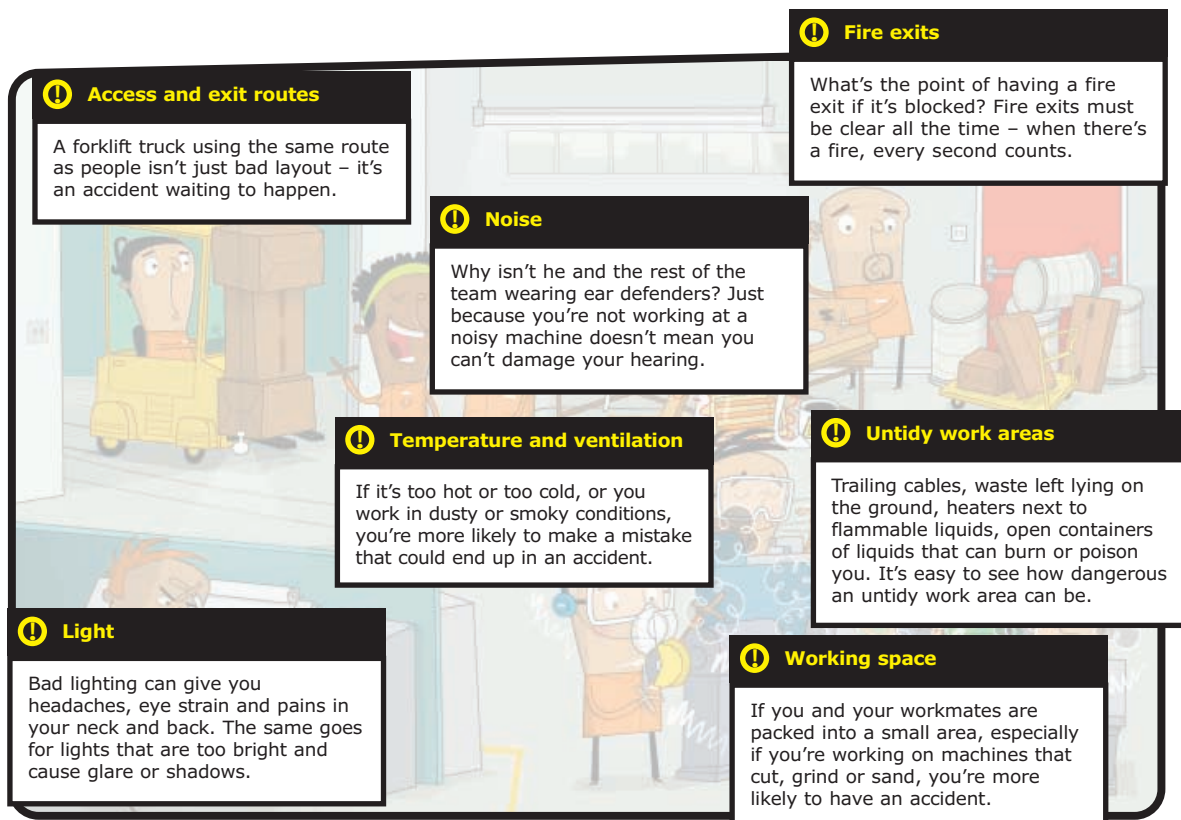 Fire exits
What's the point of having a fire
exit if it's blocked? Fire exits must
be clear all the time – when there's
a fire, every second counts.
Access and exit routes
A forklift truck using the same route
as people isn't just bad layout – it's
an accident waiting to happen.
Noise
Why isn't he and the rest of the
team wearing ear defenders? Just
because you're not working at a
noisy machine doesn't mean you
can't damage your hearing.
Temperature and ventilation
If it's too hot or too cold, or you
work in dusty or smoky conditions,
you're more likely to make a mistake
that could end up in an accident.
Untidy work areas
Trailing cables, waste left lying on
the ground, heaters next to
flammable liquids, open containers
of liquids that can burn or poison
you. It's easy to see how dangerous
an untidy work area can be.
Light
Bad lighting can give you
headaches, eye strain and pains in
your neck and back. The same goes
for lights that are too bright and
cause glare or shadows.
Working space
If you and your workmates are
packed into a small area, especially
if you're working on machines that
cut, grind or sand, you're more
likely to have an accident.